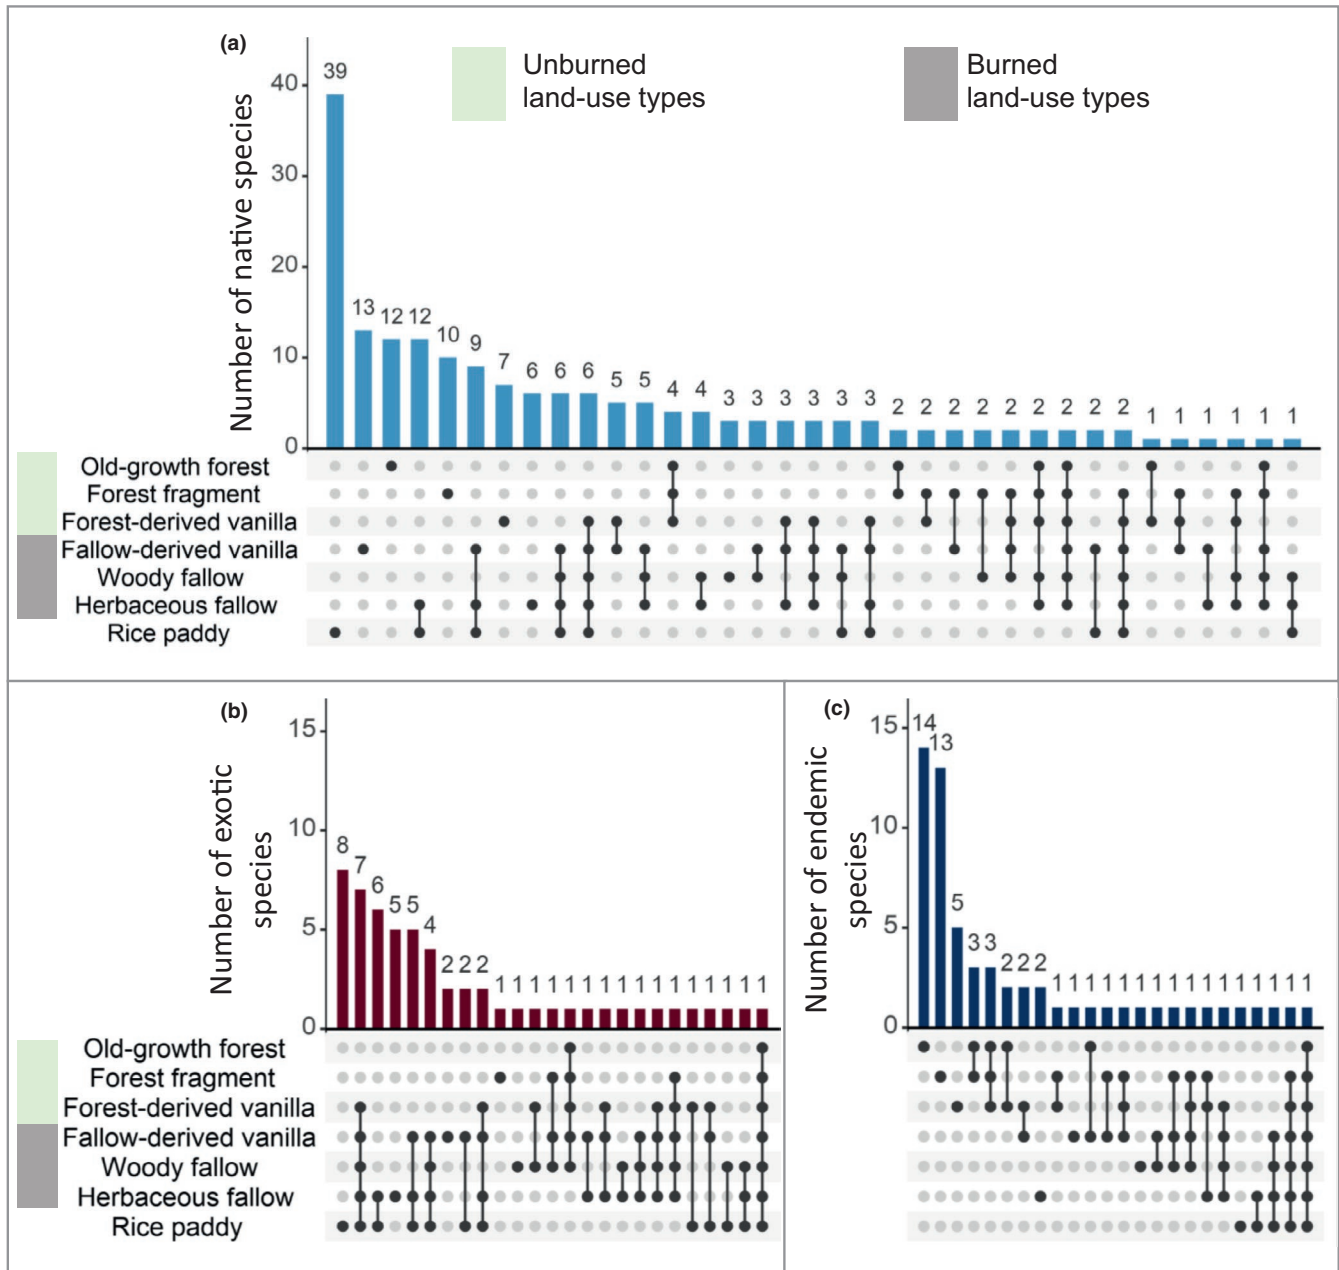 (a)
Unburned
land-use types
Burned
land-use types
Number of native species
40
30
20
10
0
39 13 12 12 10 9 7 6 6 6 5 5 4 4 3 3 3 3 3 3 2 2 2 2 2 2 2 2 2 1 1 1 1 1 1
Old-growth forest
Forest fragment
Forest-derived vanilla
Fallow-derived vanilla
Woody fallow
Herbaceous fallow
Rice paddy
(b)
Number of exotic
species
15
10
5
0
8 7 6 5 5 4 2 2 2 1 1 1 1 1 1 1 1 1 1 1 1 1 1 1 1
Old-growth forest
Forest fragment
Forest-derived vanilla
Fallow-derived vanilla
Woody fallow
Herbaceous fallow
Rice paddy
(c)
Number of endemic
species
15
10
5
0
14 13 5 3 3 2 2 2 1 1 1 1 1 1 1 1 1 1 1 1 1 1 1 1